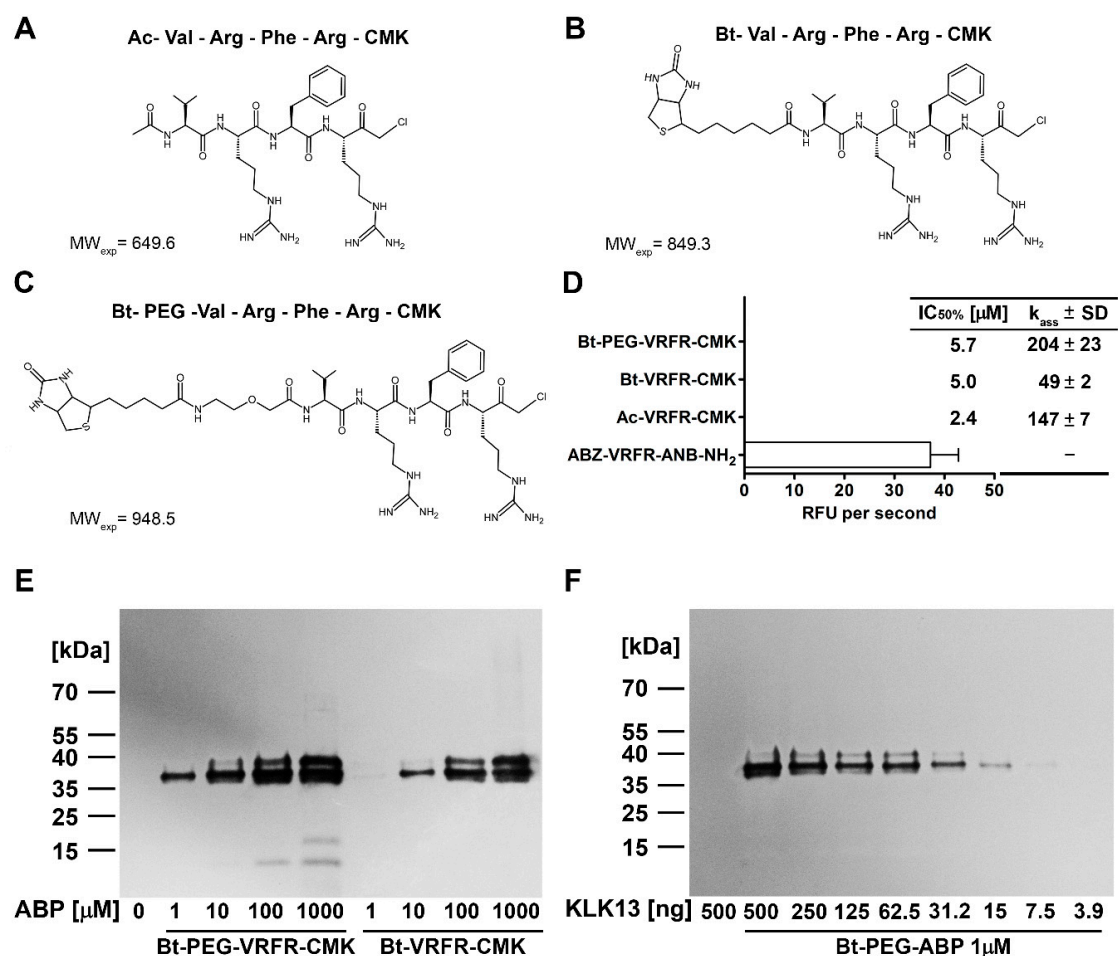 A
Ac- Val - Arg - Phe - Arg - CMK
MWexp= 649.6
B
Bt- Val - Arg - Phe - Arg - CMK
MWexp= 849.3
C
Bt- PEG -Val - Arg - Phe - Arg - CMK
MWexp= 948.5
D
IC50% [μM] kass ± SD
Bt-PEG-VRFR-CMK 5.7 204 ± 23
Bt-VRFR-CMK 5.0 49 ± 2
Ac-VRFR-CMK 2.4 147 ± 7
ABZ-VRFR-ANB-NH2 –
0 10 20 30 40 50
RFU per second
E
[kDa]
70
55
40
35
25
15
ABP [μM] 0 1 10 100 1000 1 10 100 1000
Bt-PEG-VRFR-CMK Bt-VRFR-CMK
F
[kDa]
70
55
40
35
25
15
KLK13 [ng] 500 500 250 125 62.5 31.2 15 7.5 3.9
Bt-PEG-ABP 1μM